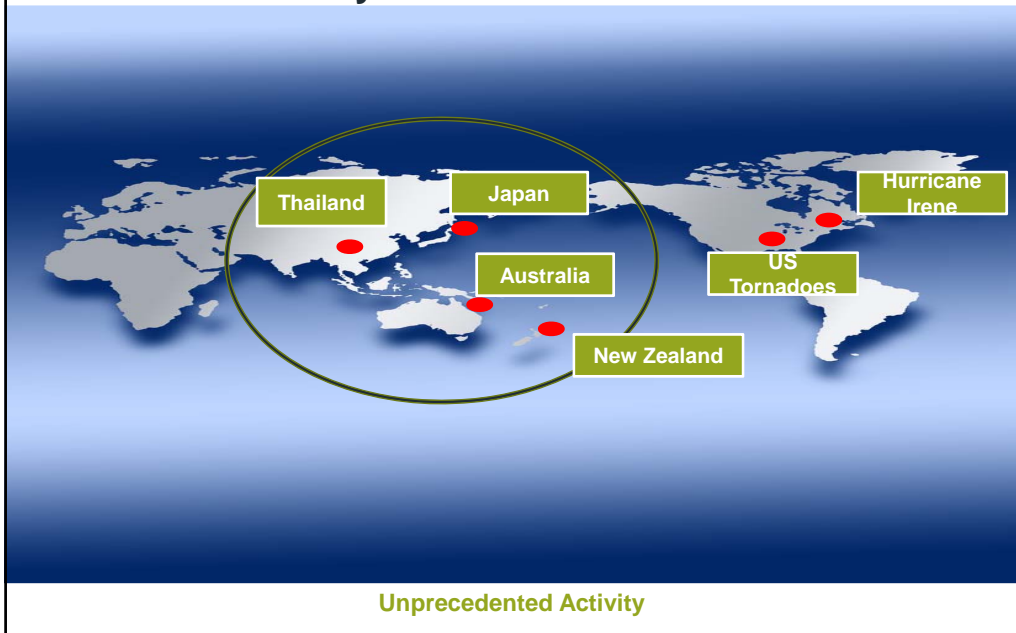 Thailand
Japan
Hurricane
Irene
Australia
US
Tornadoes
New Zealand
Unprecedented Activity